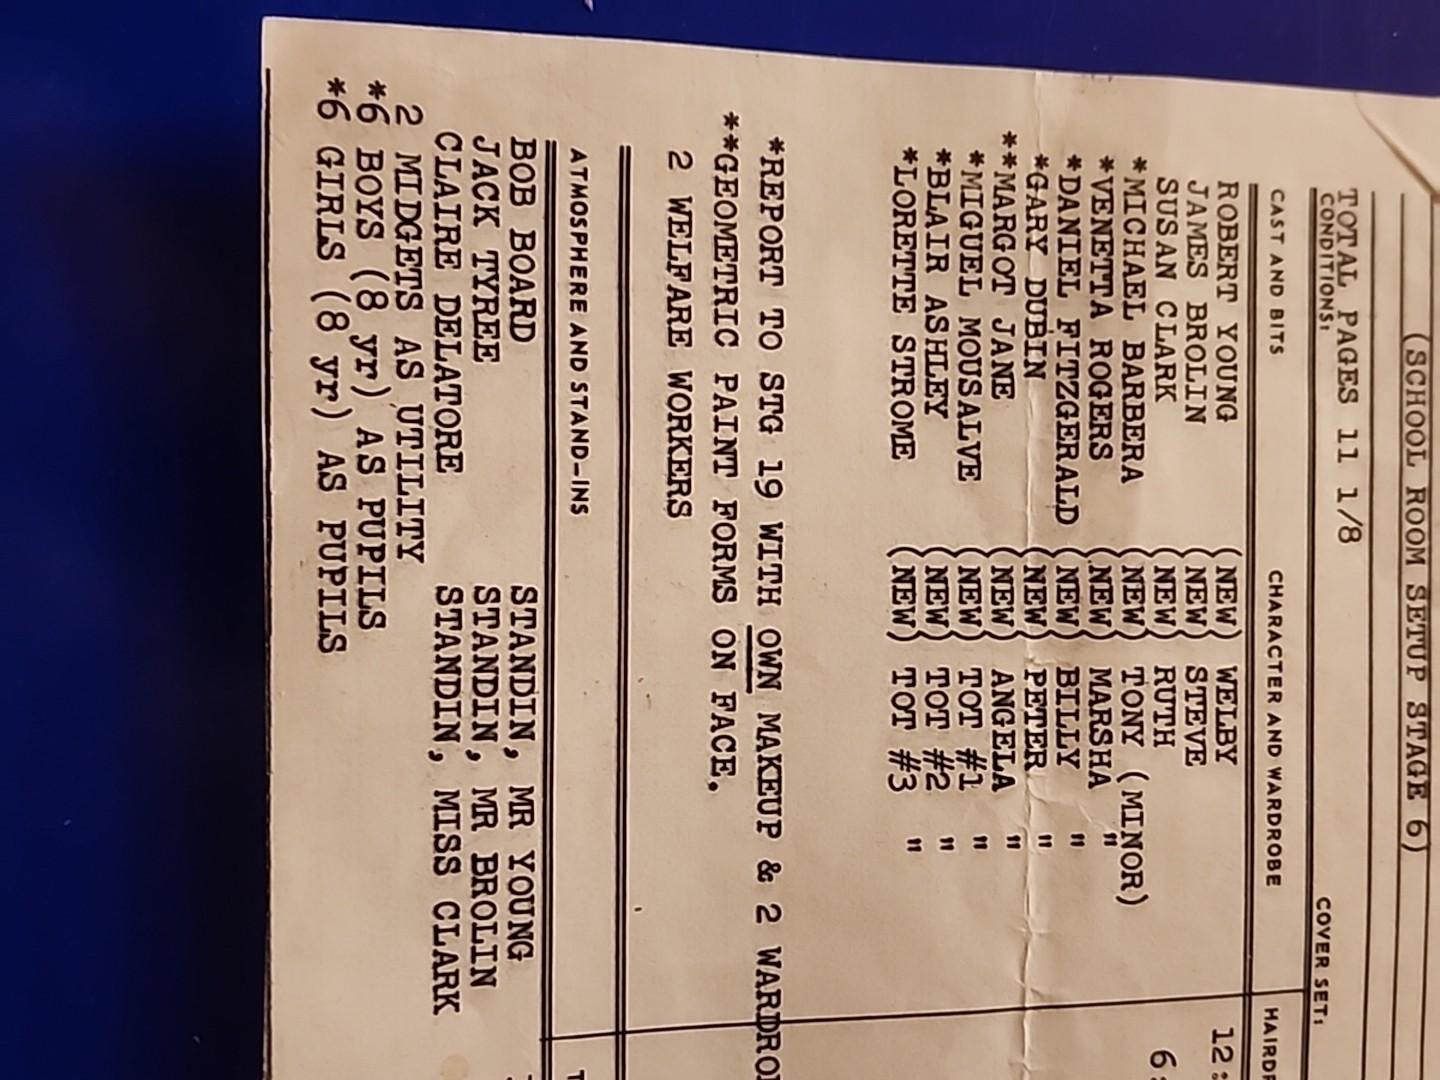 (SCHOOL ROOM SETUP STAGE 6)
TOTAL PAGES 11 1/8
CONDITIONS: COVER SET:
CAST AND BITS CHARACTER AND WARDROBE
ROBERT YOUNG (NEW) WELBY 12:
JAMES BROLIN (NEW) STEVE
SUSAN CLARK (NEW) RUTH 6:
*MICHAEL BARBERA (NEW) TONY (MINOR)
*VENETTA ROGERS (NEW) MARSHA "
*DANIEL FITZGERALD (NEW) BILLY "
*GARY DUBIN (NEW) PETER "
**MARGOT JANE (NEW) ANGELA "
*MIGUEL MOUSALVE (NEW) TOT #1 "
*BLAIR ASHLEY (NEW) TOT #2 "
*LORETTE STROME (NEW) TOT #3 "
*REPORT TO STG 19 WITH OWN MAKEUP & 2
**GEOMETRIC PAINT FORMS ON FACE.
2 WELFARE WORKERS
ATMOSPHERE AND STAND-INS
BOB BOARD STANDIN, MR YOUNG
JACK TYREE STANDIN, MR BROLIN
CLAIRE DELATORE STANDIN, MISS CLARK
2 MIDGETS AS UTILITY
*6 BOYS (8 yr) AS PUPILS
*6 GIRLS (8 yr) AS PUPILS